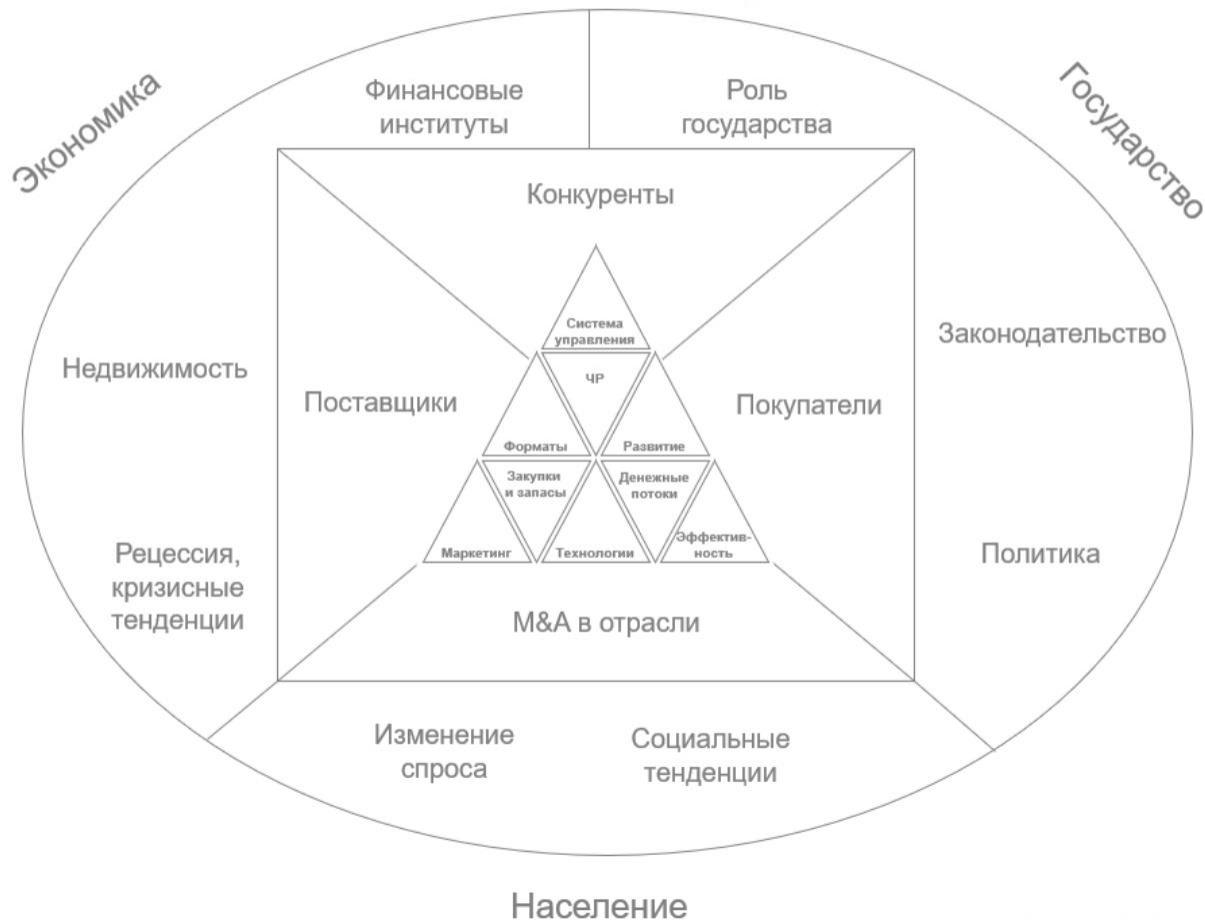 Экономика
Государство
Финансовые
институты
Роль
государства
Конкуренты
Система
управления
ЧР
Недвижимость
Поставщики
Покупатели
Законодательство
Форматы
Развитие
Закупки
и запасы
Денежные
потоки
Маркетинг
Технологии
Эффектив-
ность
Рецессия,
кризисные
тенденции
Политика
M&A в отрасли
Изменение
спроса
Социальные
тенденции
Население